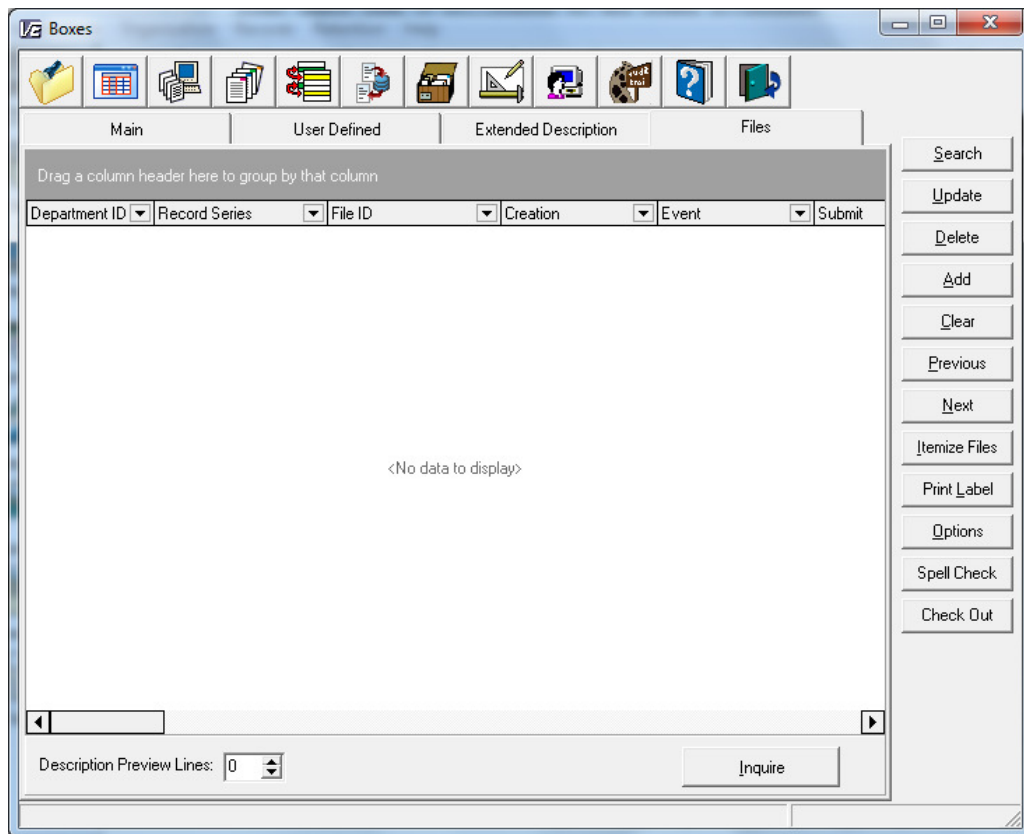 Boxes
Main
User Defined
Extended Description
Files
Drag a column header here to group by that column
Department ID
Record Series
File ID
Creation
Event
Submit
<No data to display>
Description Preview Lines: 0
Inquire
Search
Update
Delete
Add
Clear
Previous
Next
Itemize Files
Print Label
Options
Spell Check
Check Out